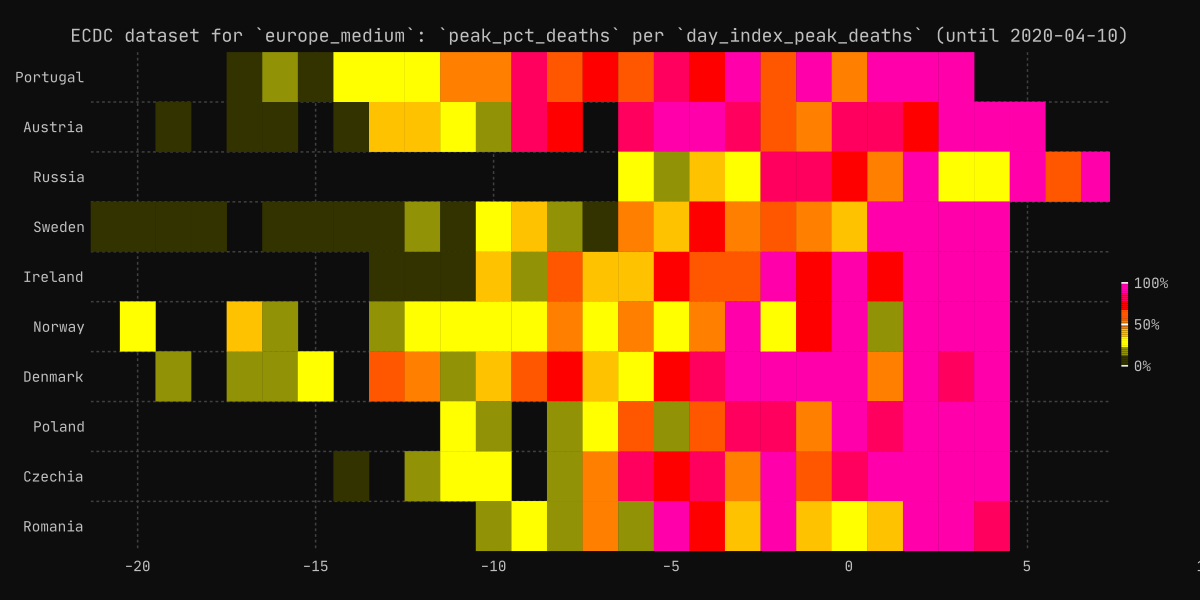 ECDC dataset for `europe_medium`: `peak_pct_deaths` per `day_index_peak_deaths` (until 2020-04-10)
Portugal
Austria
Russia
Sweden
Ireland
Norway
Denmark
Poland
Czechia
Romania
100%
50%
0%
-20 -15 -10 -5 0 5 1